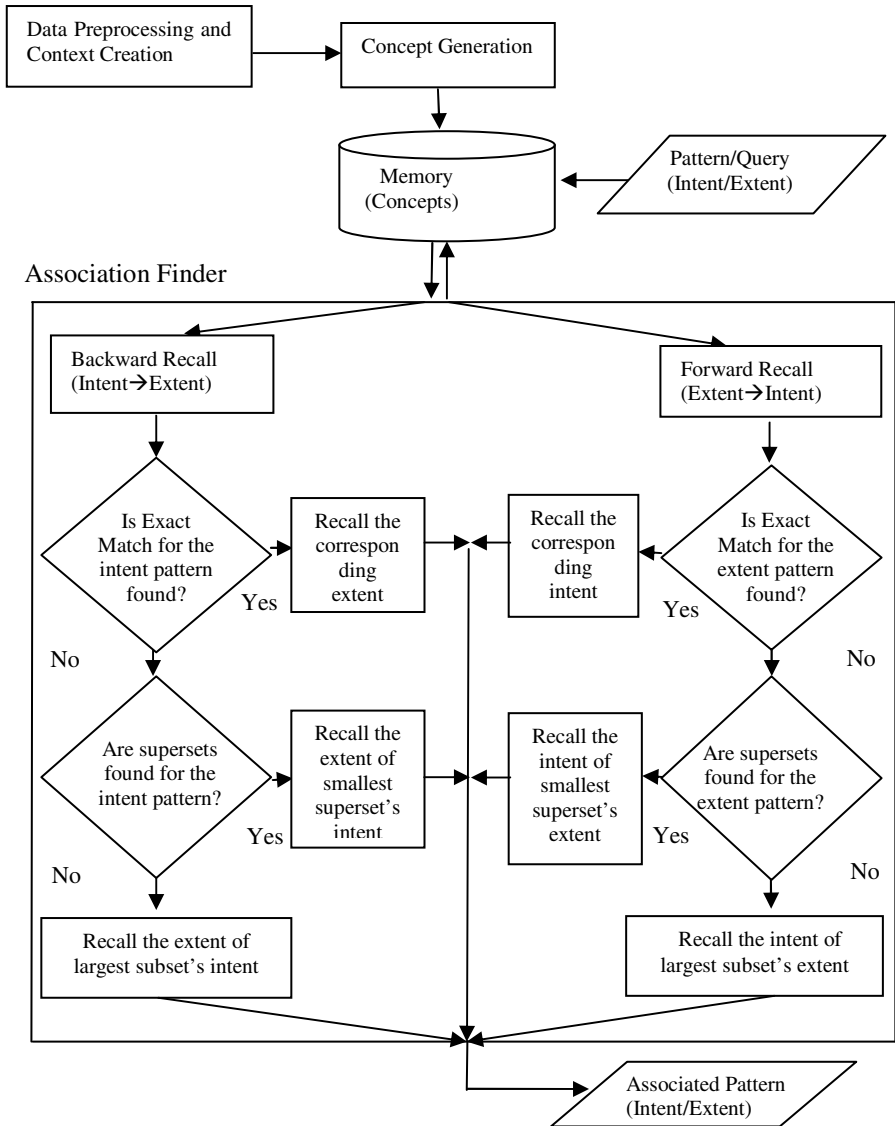 Data Preprocessing and
Context Creation
Concept Generation
Memory
(Concepts)
Pattern/Query
(Intent/Extent)
Association Finder
Backward Recall
(Intent→Extent)
Forward Recall
(Extent→Intent)
Is Exact
Match for the
intent pattern
found?
Yes
No
Recall the
correspon
ding
extent
Recall the
correspon
ding
intent
Is Exact
Match for the
extent pattern
found?
Yes
No
Are supersets
found for the
intent pattern?
Yes
No
Recall the
extent of
smallest
superset's
intent
Recall the
intent of
smallest
superset's
extent
Are supersets
found for the
extent pattern?
Yes
No
Recall the extent of
largest subset's intent
Recall the intent of
largest subset's extent
Associated Pattern
(Intent/Extent)